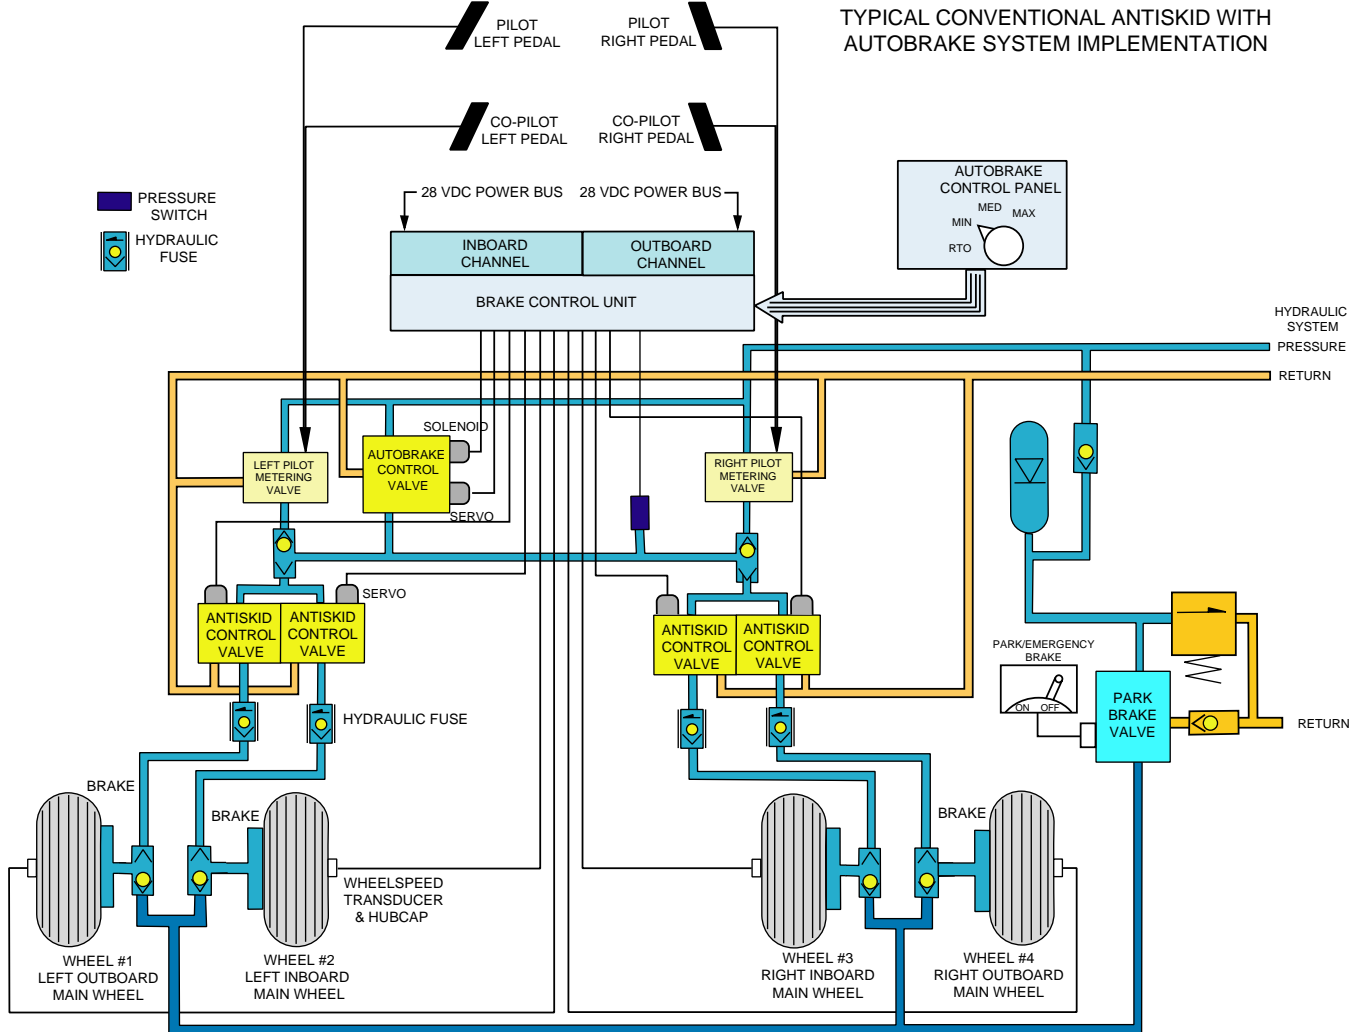 TYPICAL CONVENTIONAL ANTISKID WITH
AUTOBRAKE SYSTEM IMPLEMENTATION
PILOT
LEFT PEDAL
PILOT
RIGHT PEDAL
CO-PILOT
LEFT PEDAL
CO-PILOT
RIGHT PEDAL
PRESSURE
SWITCH
HYDRAULIC
FUSE
28 VDC POWER BUS
28 VDC POWER BUS
INBOARD
CHANNEL
OUTBOARD
CHANNEL
BRAKE CONTROL UNIT
AUTOBRAKE
CONTROL PANEL
MED
MAX
MIN
RTO
HYDRAULIC
SYSTEM
PRESSURE
RETURN
SOLENOID
LEFT PILOT
METERING
VALVE
AUTOBRAKE
CONTROL
VALVE
SERVO
RIGHT PILOT
METERING
VALVE
SERVO
ANTISKID
CONTROL
VALVE
ANTISKID
CONTROL
VALVE
ANTISKID
CONTROL
VALVE
ANTISKID
CONTROL
VALVE
PARK/EMERGENCY
BRAKE
ON OFF
PARK
BRAKE
VALVE
RETURN
HYDRAULIC FUSE
BRAKE
BRAKE
BRAKE
WHEELSPEED
TRANSDUCER
& HUBCAP
WHEEL #1
LEFT OUTBOARD
MAIN WHEEL
WHEEL #2
LEFT INBOARD
MAIN WHEEL
WHEEL #3
RIGHT INBOARD
MAIN WHEEL
WHEEL #4
RIGHT OUTBOARD
MAIN WHEEL